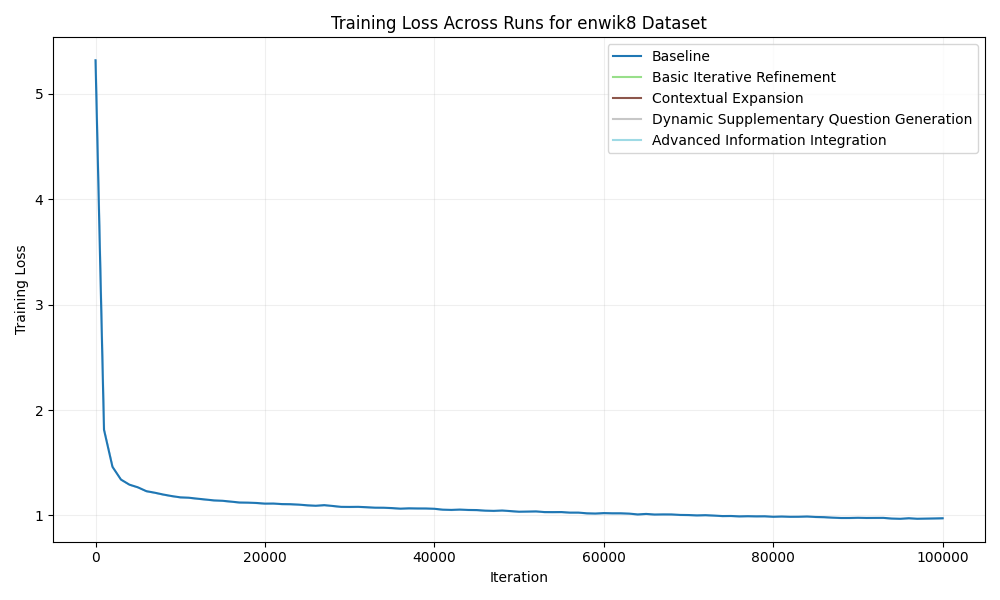 Training Loss Across Runs for enwik8 Dataset
Baseline
Basic Iterative Refinement
Contextual Expansion
Dynamic Supplementary Question Generation
Advanced Information Integration
Training Loss
5
4
3
2
1
0
20000
40000
60000
80000
100000
Iteration